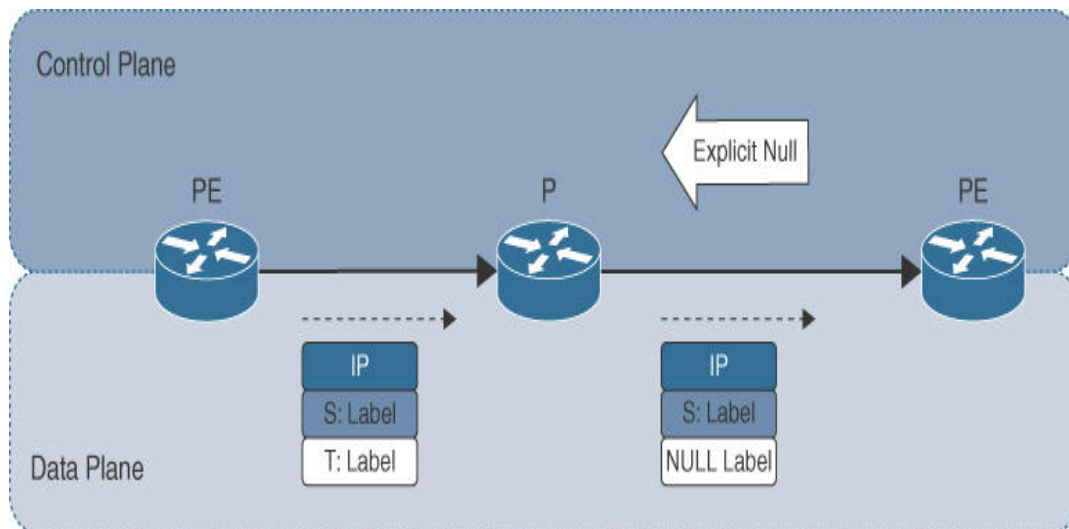 Control Plane
Explicit Null
PE
P
PE
IP
S: Label
T: Label
IP
S: Label
NULL Label
Data Plane